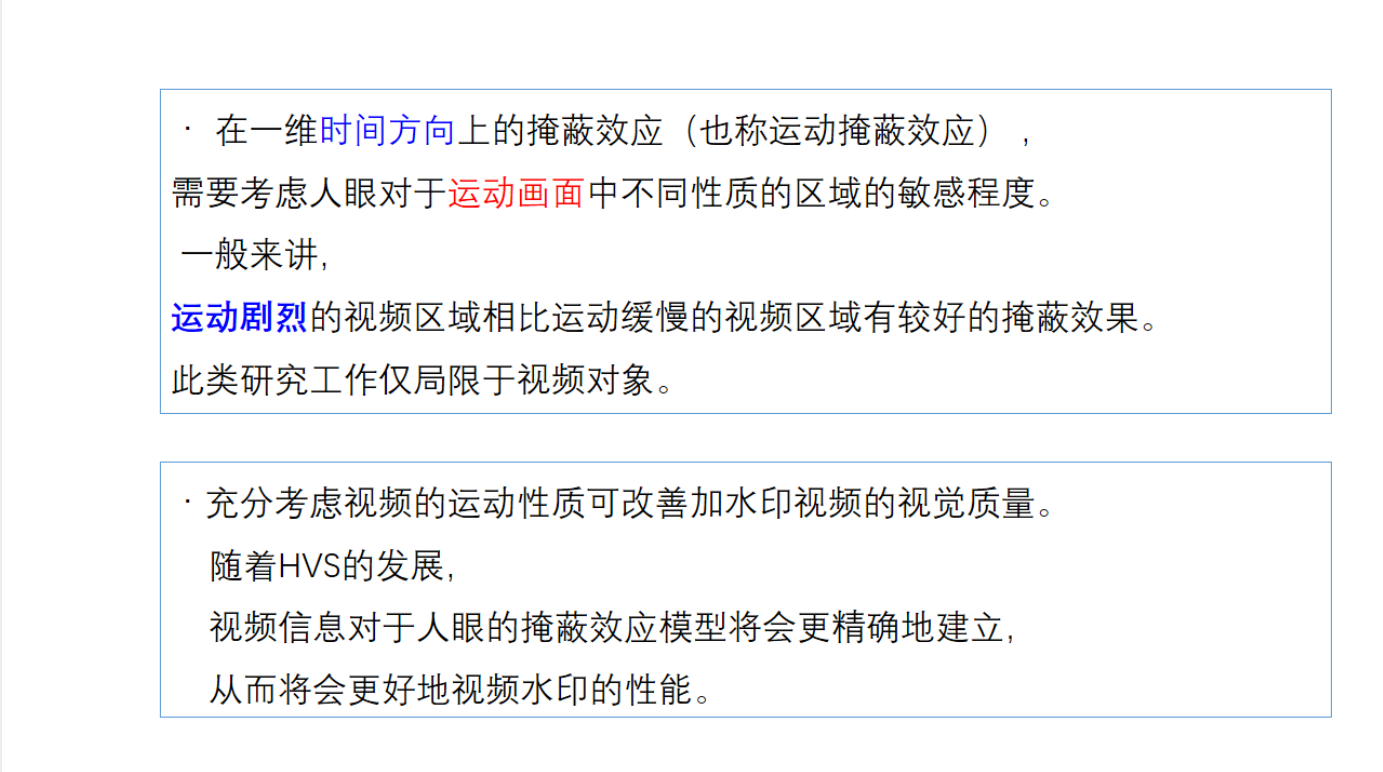 · 在一维时间方向上的掩蔽效应（也称运动掩蔽效应）,
需要考虑人眼对于运动画面中不同性质的区域的敏感程度。
一般来讲,
运动剧烈的视频区域相比运动缓慢的视频区域有较好的掩蔽效果。
此类研究工作仅局限于视频对象。
· 充分考虑视频的运动性质可改善加水印视频的视觉质量。
随着HVS的发展,
视频信息对于人眼的掩蔽效应模型将会更精确地建立,
从而将会更好地视频水印的性能。